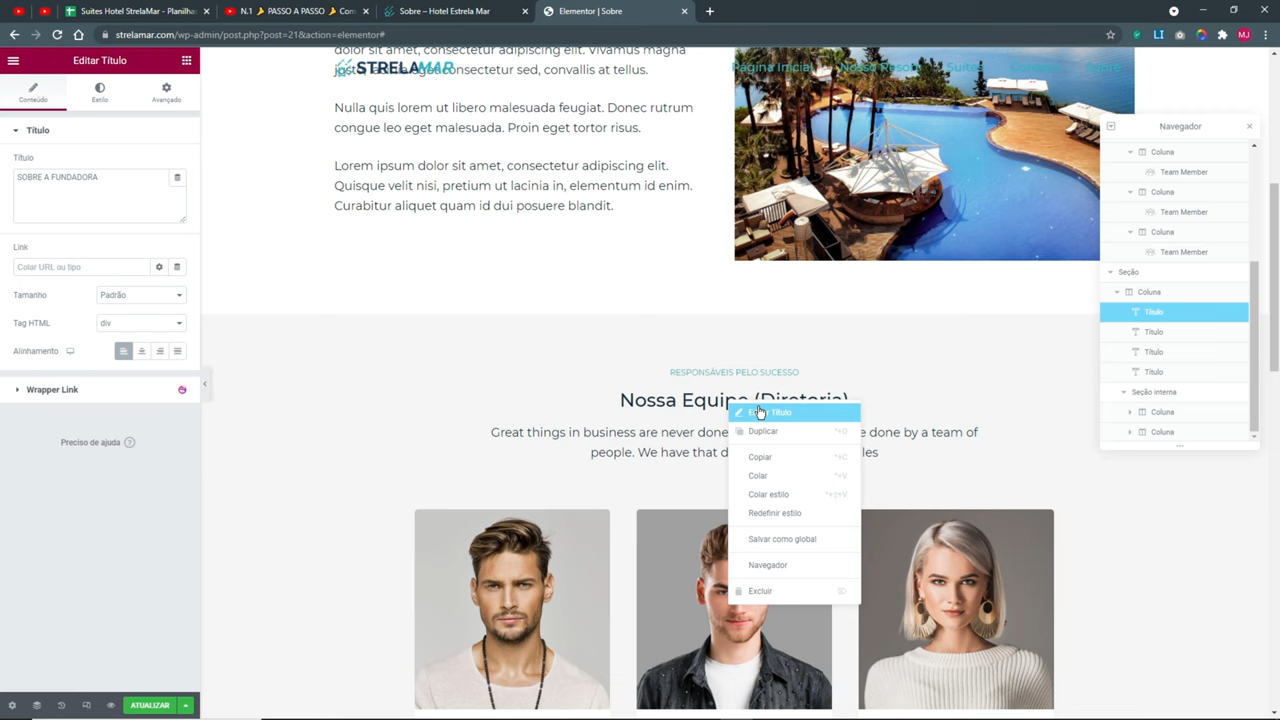 Suites Hotel StrelaMar - Planilha
N.1 PASSO A PASSO Com
Sobre – Hotel Estrela Mar
Elementor | Sobre
strelamar.com/wp-admin/post.php?post=21&action=elementor#
Editar Título
Conteúdo
Estilo
Avançado
Título
Título
SOBRE A FUNDADORA
Link
Colar URL ou tipo
Tamanho
Padrão
Tag HTML
div
Alinhamento
Wrapper Link
Preciso de ajuda
ATUALIZAR
dolor sit amet, consectetur adipiscing elit. Vivamus magna
consectetur sed, convallis at tellus.
STRELAMAR
Página Inicial
Nosso Resort
Suítes
Nulla quis lorem ut libero malesuada feugiat. Donec rutrum
congue leo eget malesuada. Proin eget tortor risus.
Lorem ipsum dolor sit amet, consectetur adipiscing elit.
Quisque velit nisi, pretium ut lacinia in, elementum id enim.
Curabitur aliquet quam id dui posuere blandit.
RESPONSÁVEIS PELO SUCESSO
Nossa Equipe (Diretoria)
Great things in business are never done
e done by a team of
people. We have that d
les
Título
Duplicar ^+D
Copiar ^+C
Colar ^+V
Colar estilo ^+⇧+V
Redefinir estilo
Salvar como global
Navegador
Excluir
Navegador
Coluna
Team Member
Coluna
Team Member
Coluna
Team Member
Seção
Coluna
Título
Título
Título
Título
Seção interna
Coluna
Coluna